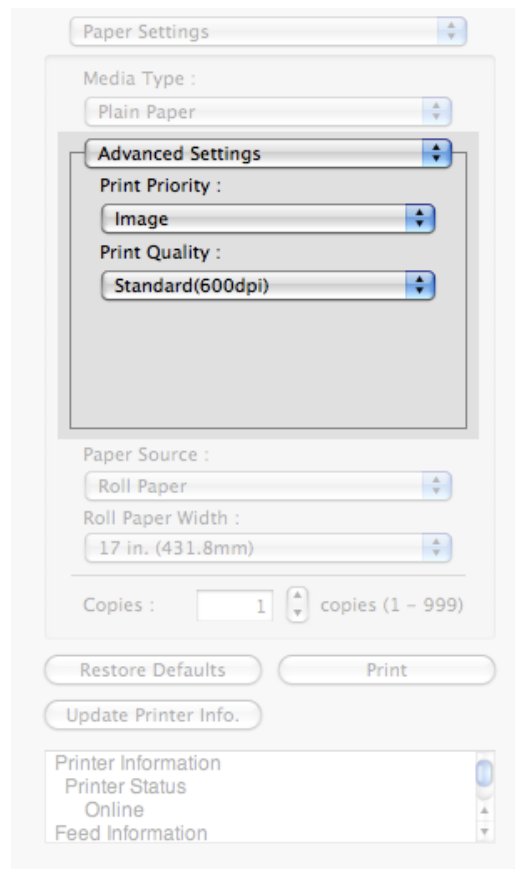 Paper Settings
Media Type :
Plain Paper
Advanced Settings
Print Priority :
Image
Print Quality :
Standard(600dpi)
Paper Source :
Roll Paper
Roll Paper Width :
17 in. (431.8mm)
Copies : 1 copies (1 – 999)
Restore Defaults Print
Update Printer Info.
Printer Information
Printer Status
Online
Feed Information